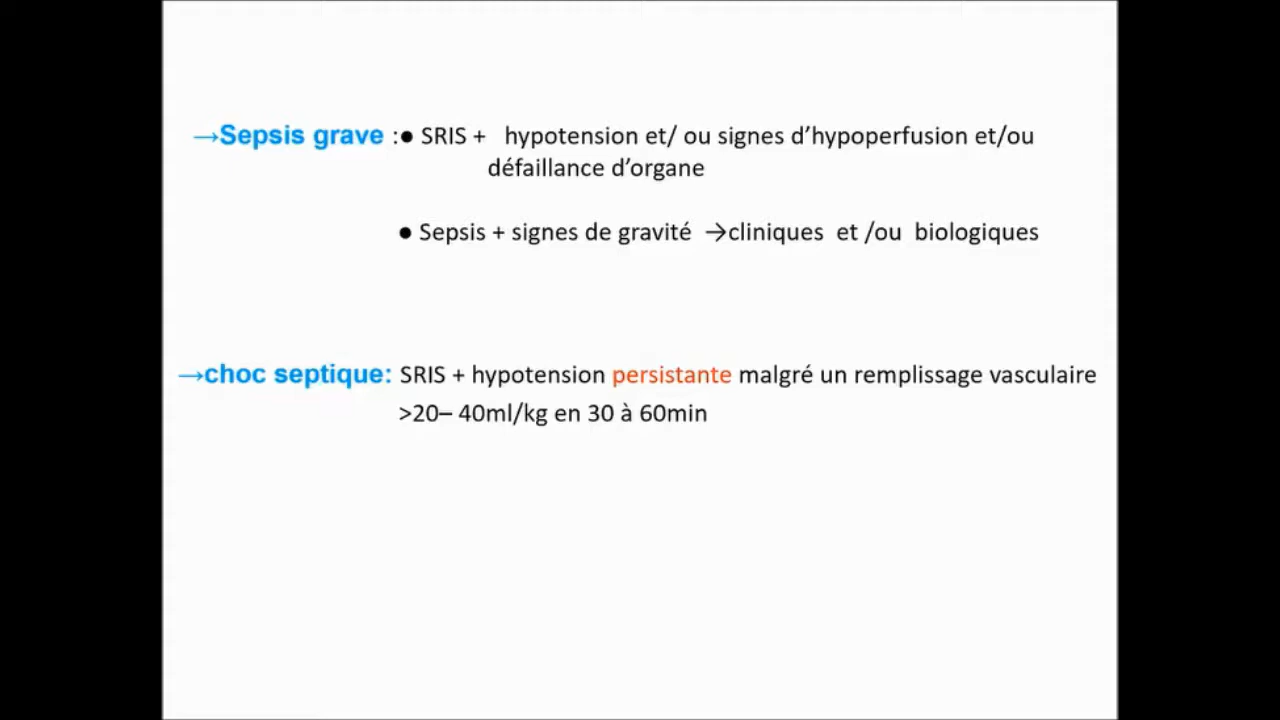 →Sepsis grave :● SRIS + hypotension et/ ou signes d’hypoperfusion et/ou
défaillance d’organe
● Sepsis + signes de gravité →cliniques et /ou biologiques
→choc septique: SRIS + hypotension persistante malgré un remplissage vasculaire
>20– 40ml/kg en 30 à 60min